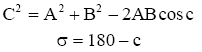 C² = A² + B² – 2AB cos c
σ = 180 – c